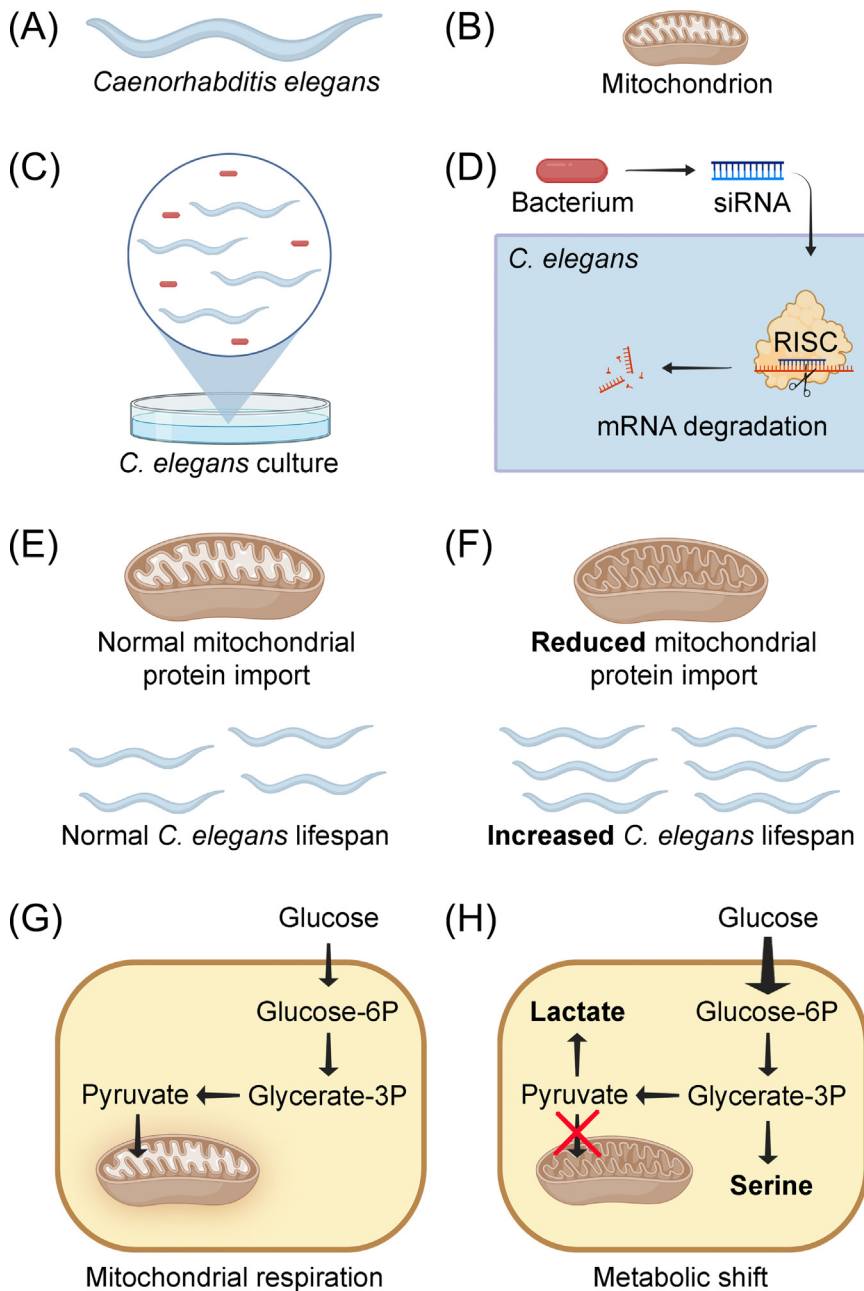 (A)
Caenorhabditis elegans
(B)
Mitochondrion
(C)
C. elegans culture
(D)
Bacterium
siRNA
C. elegans
RISC
mRNA degradation
(E)
Normal mitochondrial
protein import
Normal C. elegans lifespan
(F)
Reduced mitochondrial
protein import
Increased C. elegans lifespan
(G)
Glucose
Glucose-6P
Pyruvate
Glycerate-3P
Mitochondrial respiration
(H)
Glucose
Lactate
Glucose-6P
Pyruvate
Glycerate-3P
Serine
Metabolic shift